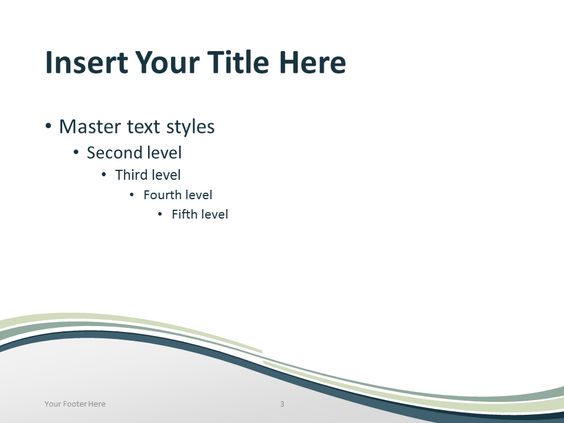 Insert Your Title Here
• Master text styles
• Second level
• Third level
• Fourth level
• Fifth level
Your Footer Here
3